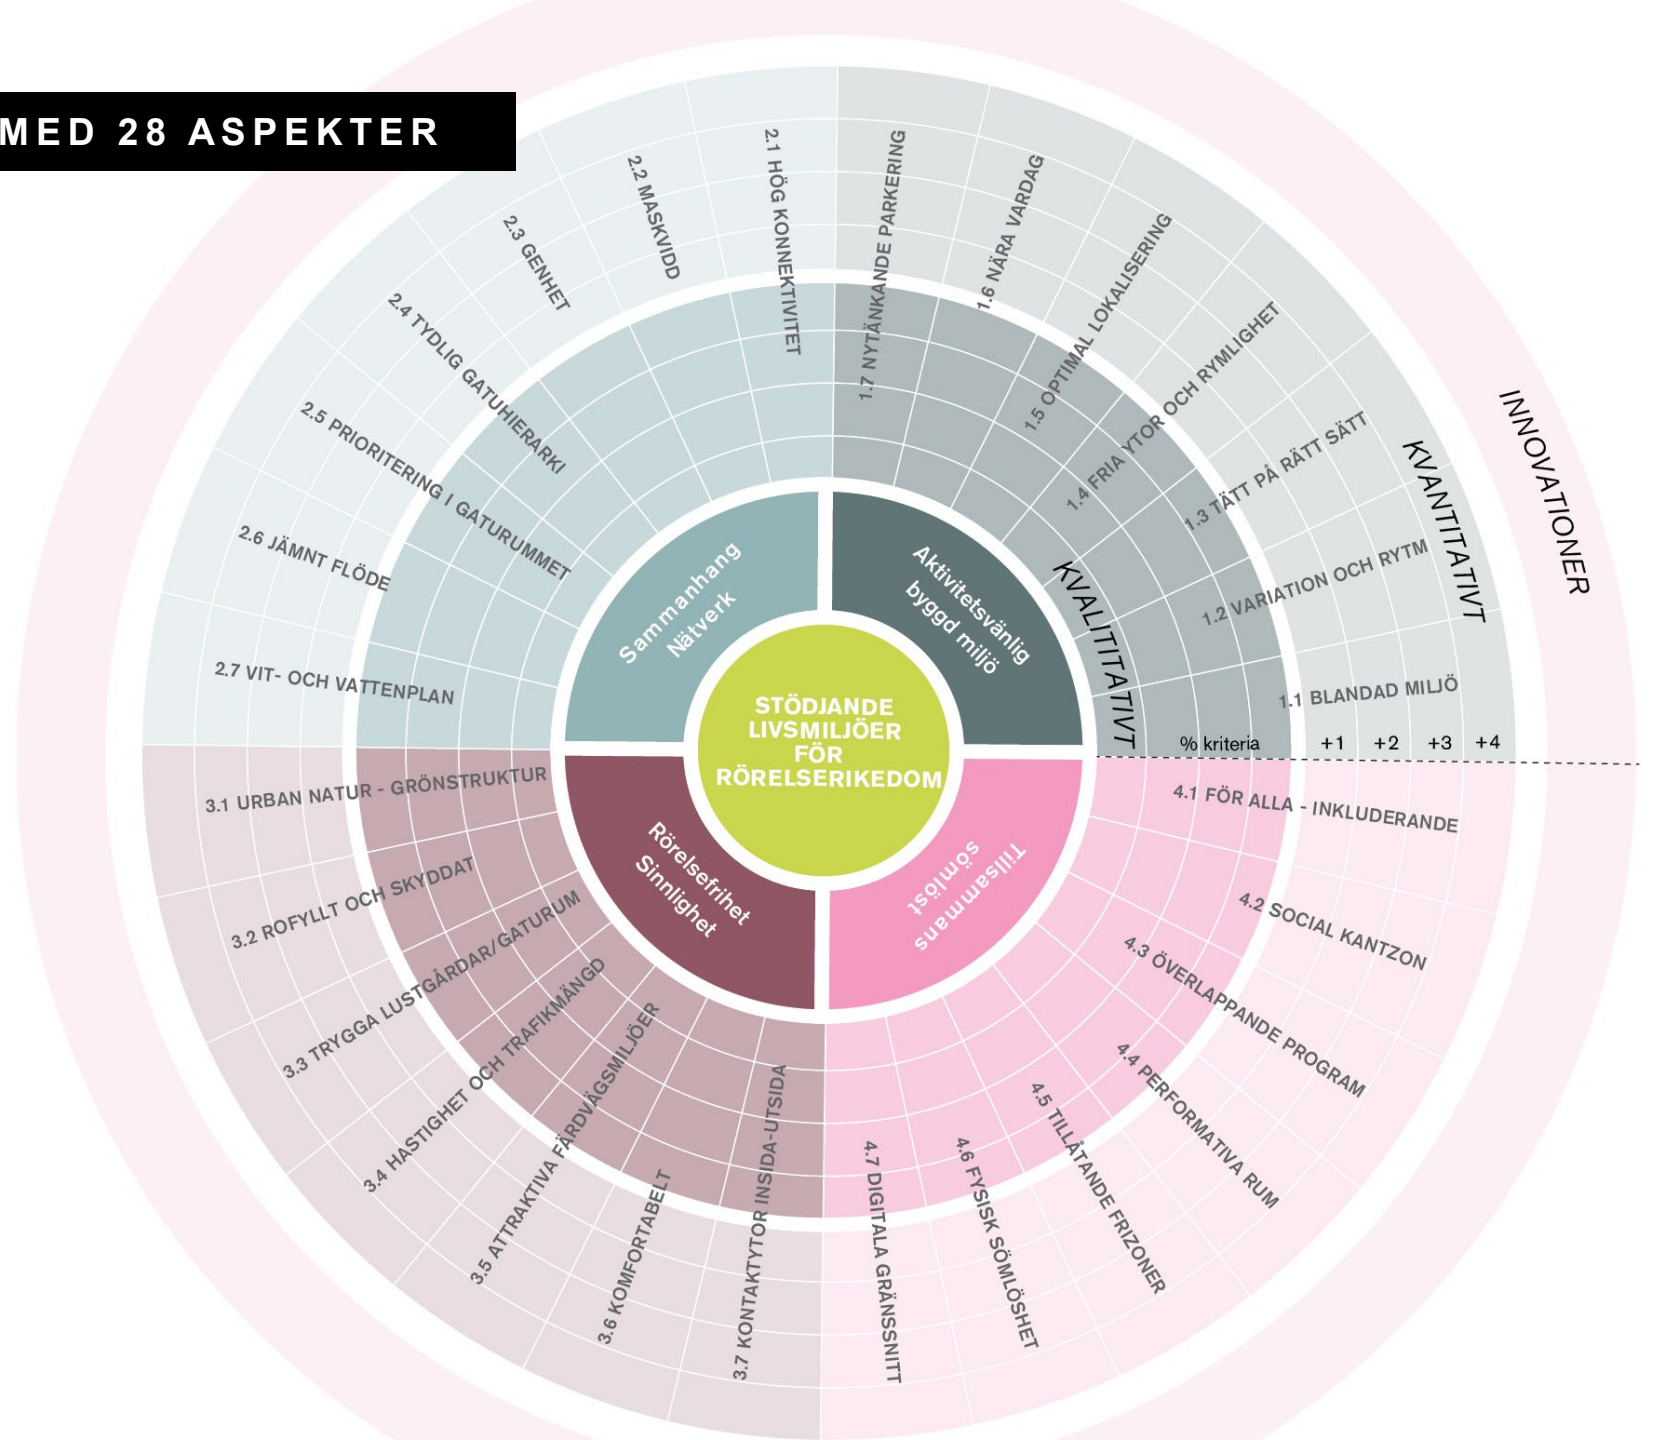 MED 28 ASPEKTER
STÖDJANDE
LIVSMILJÖER
FÖR
RÖRELSERIKEDOM
Aktivitetsvänlig
byggd miljö
Sammanhang
Nätverk
Rörelsefrihet
Sinnlighet
Tillsammans
sömlöst
1.1 BLANDAD MILJÖ
1.2 VARIATION OCH RYTM
1.3 TÄTT PÅ RÄTT SÄTT
1.4 FRIA YTOR OCH RYMLIGHET
1.5 OPTIMAL LOKALISERING
1.6 NÄRA VARDAG
1.7 NYTÄNKANDE PARKERING
2.1 HÖG KONNEKTIVITET
2.2 MASKVIDD
2.3 GENHET
2.4 TYDLIG GATUHIERARKI
2.5 PRIORITERING I GATURUMMET
2.6 JÄMNT FLÖDE
2.7 VIT- OCH VATTENPLAN
3.1 URBAN NATUR - GRÖNSTRUKTUR
3.2 ROFYLLT OCH SKYDDAT
3.3 TRYGGA LUSTGÅRDAR/GATURUM
3.4 HASTIGHET OCH TRAFIKMÄNGD
3.5 ATTRAKTIVA FÄRDVÄGSMILJÖER
3.6 KOMFORTABELT
3.7 KONTAKTYTOR INSIDA-UTSIDA
4.1 FÖR ALLA - INKLUDERANDE
4.2 SOCIAL KANTZON
4.3 ÖVERLAPPANDE PROGRAM
4.4 PERFORMATIVA RUM
4.5 TILLÅTANDE FRIZONER
4.6 FYSISK SÖMLÖSHET
4.7 DIGITALA GRÄNSSNITT
KVALITITATIVT
KVANTITATIVT
INNOVATIONER
% kriteria +1 +2 +3 +4